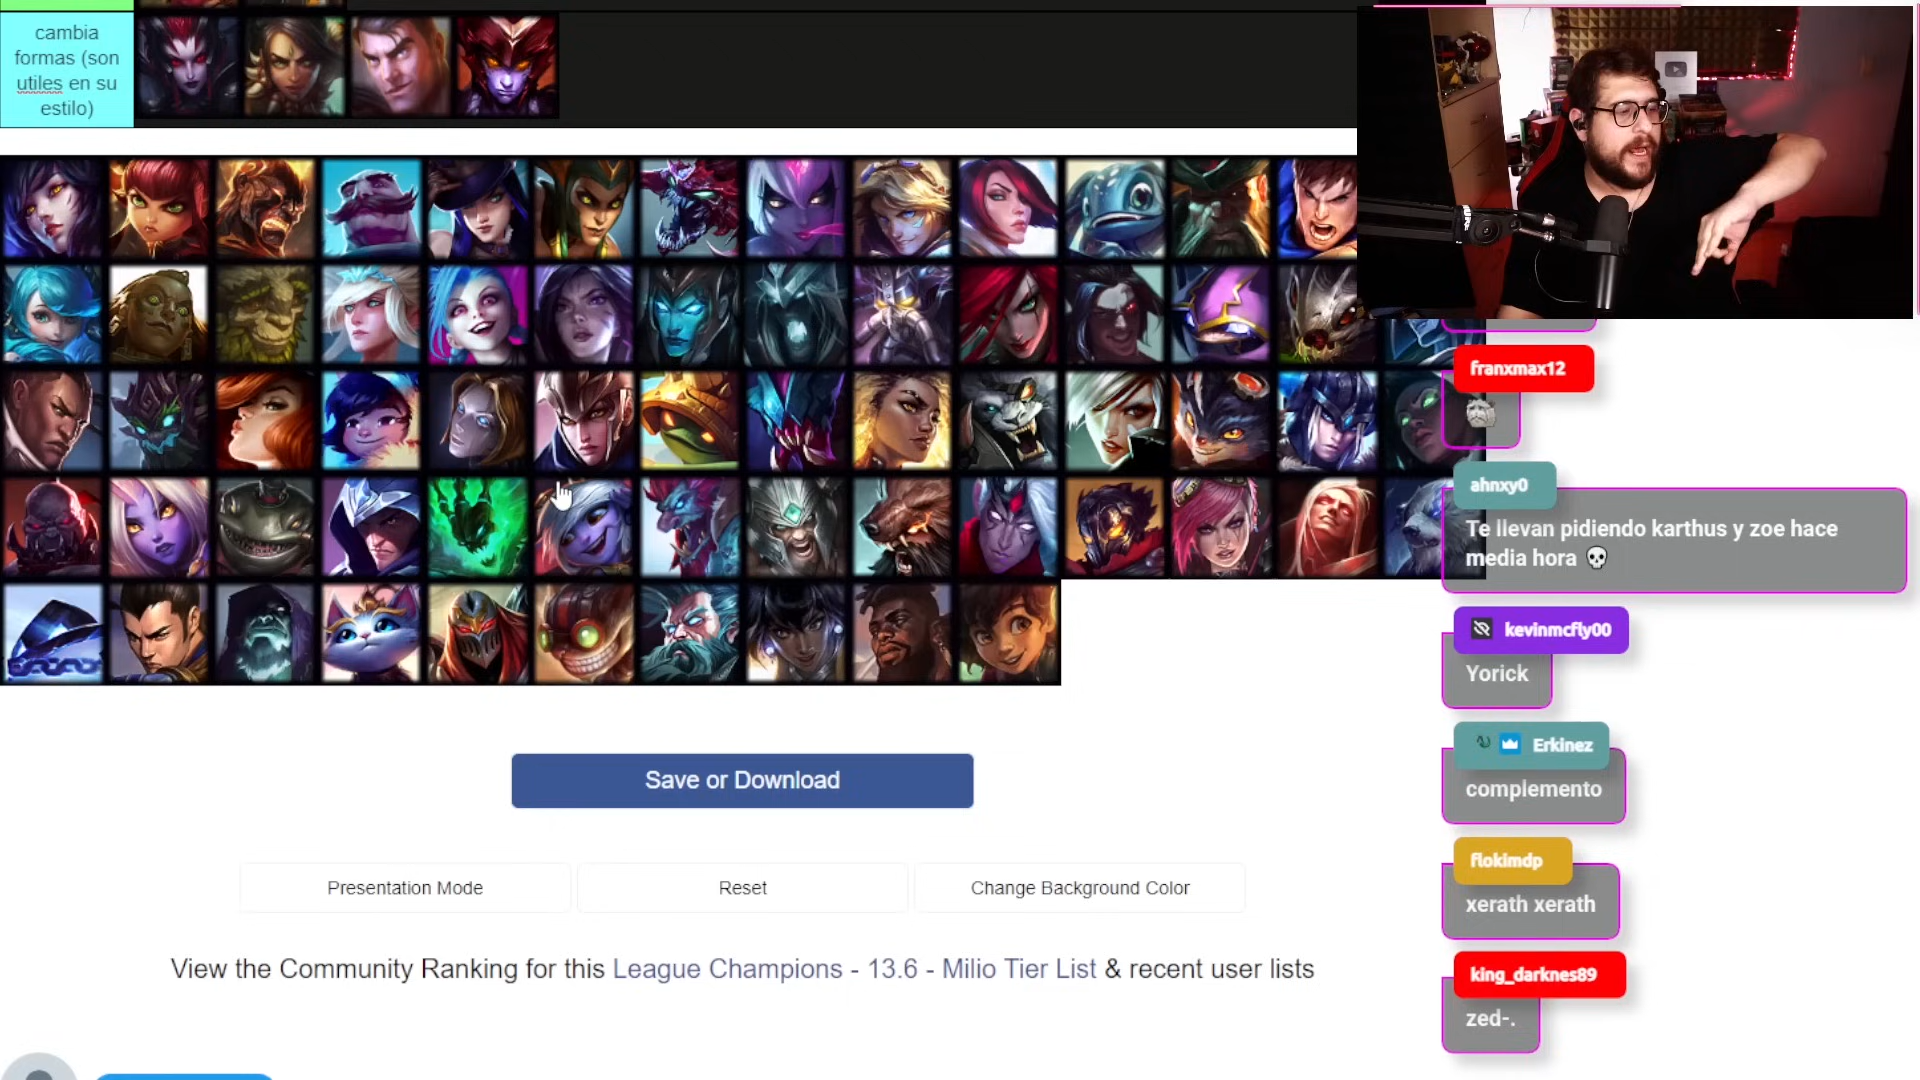 cambia
formas (son
utiles en su
estilo)
franxmax12
ahnxy0
Te llevan pidiendo karthus y zoe hace
media hora 💀
kevinmcfly00
Yorick
Erkinez
complemento
flokimdp
xerath xerath
king_darknes89
zed-.
Save or Download
Presentation Mode
Reset
Change Background Color
View the Community Ranking for this League Champions - 13.6 - Milio Tier List & recent user lists